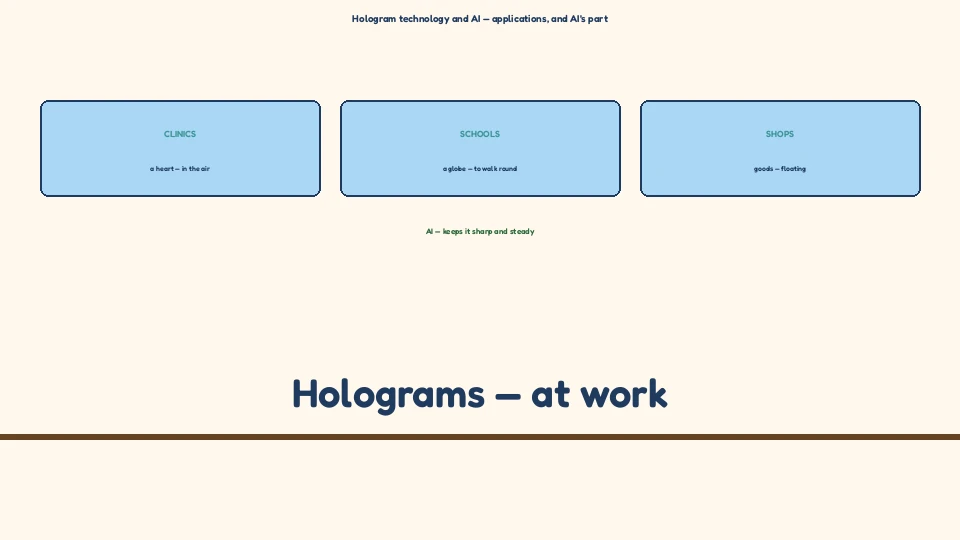 Hologram technology and AI — applications, and AI's part
CLINICS
a heart — in the air
SCHOOLS
a globe — to walk round
SHOPS
goods — floating
AI — keeps it sharp and steady
Holograms — at work